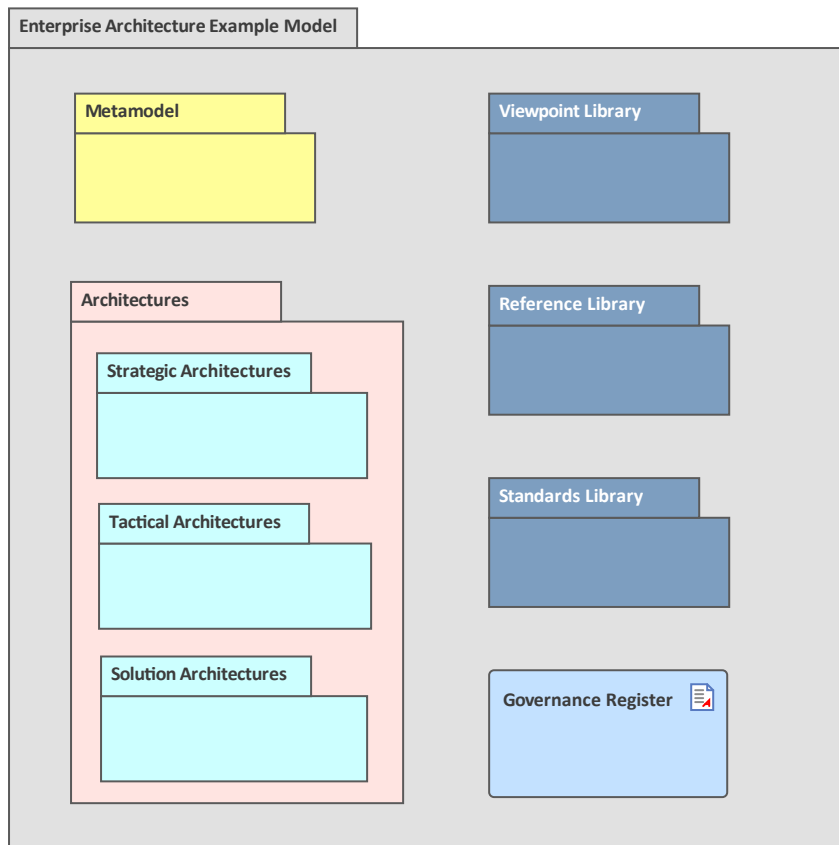 Enterprise Architecture Example Model
Metamodel
Viewpoint Library
Architectures
Reference Library
Strategic Architectures
Tactical Architectures
Standards Library
Solution Architectures
Governance Register